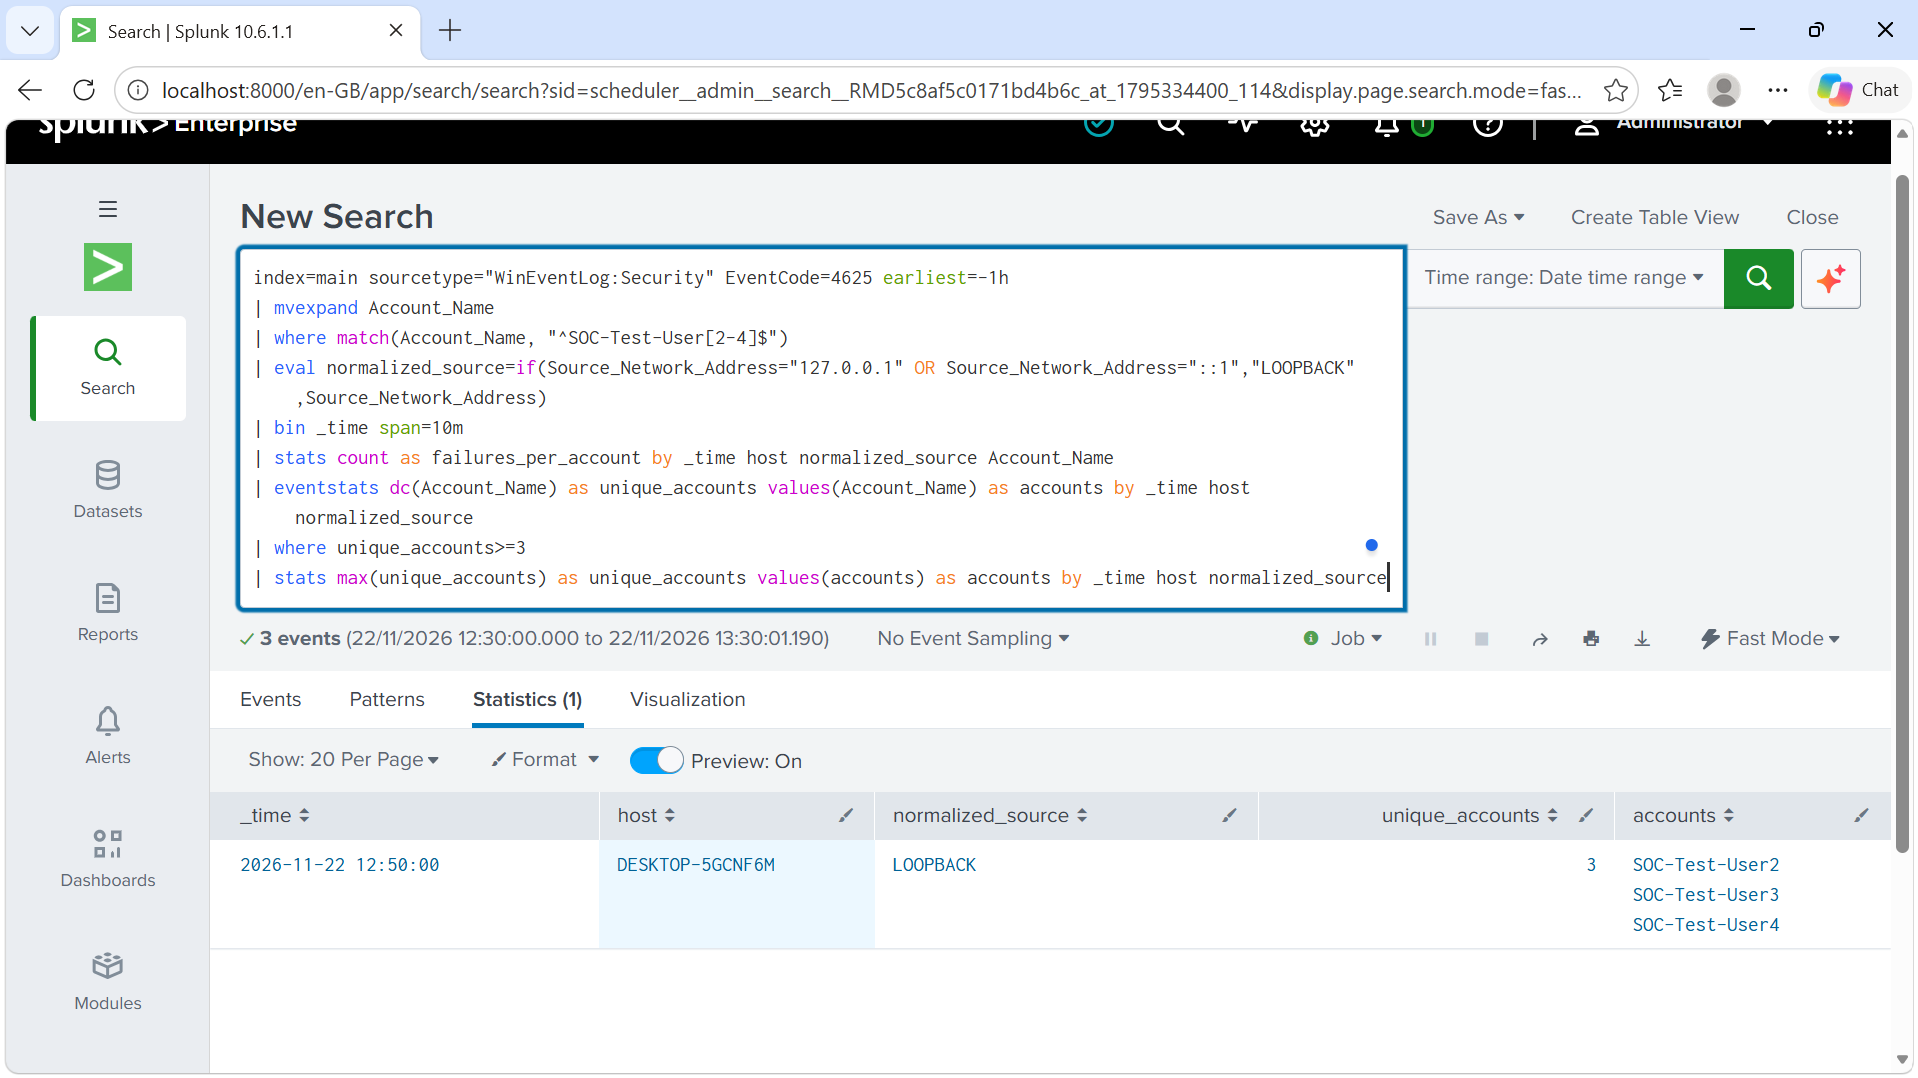 Search | Splunk 10.6.1.1
localhost:8000/en-GB/app/search/search?sid=scheduler__admin__search__RMD5c8af5c0171bd4b6c_at_1795334400_114&display.page.search.mode=fas...
Chat
splunk>Enterprise
1
Administrator
New Search
Save As
Create Table View
Close
index=main sourcetype="WinEventLog:Security" EventCode=4625 earliest=-1h
| mvexpand Account_Name
| where match(Account_Name, "^SOC-Test-User[2-4]$")
| eval normalized_source=if(Source_Network_Address="127.0.0.1" OR Source_Network_Address="::1","LOOPBACK"
,Source_Network_Address)
| bin _time span=10m
| stats count as failures_per_account by _time host normalized_source Account_Name
| eventstats dc(Account_Name) as unique_accounts values(Account_Name) as accounts by _time host
normalized_source
| where unique_accounts>=3
| stats max(unique_accounts) as unique_accounts values(accounts) as accounts by _time host normalized_source
Time range: Date time range
Search
Datasets
Reports
Alerts
Dashboards
Modules
3 events (22/11/2026 12:30:00.000 to 22/11/2026 13:30:01.190)
No Event Sampling
Job
Fast Mode
Events
Patterns
Statistics (1)
Visualization
Show: 20 Per Page
Format
Preview: On
_time
host
normalized_source
unique_accounts
accounts
2026-11-22 12:50:00
DESKTOP-5GCNF6M
LOOPBACK
3
SOC-Test-User2
SOC-Test-User3
SOC-Test-User4